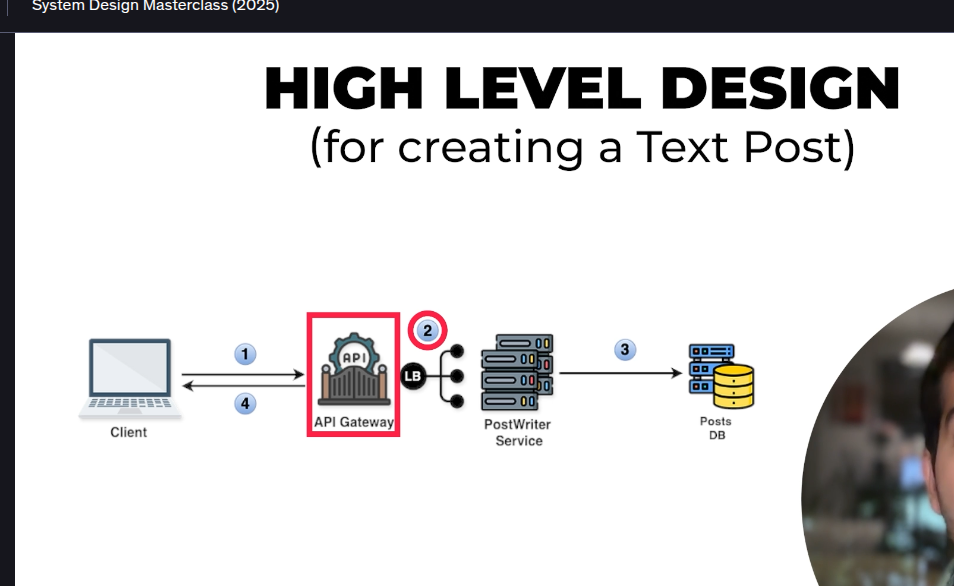 System Design Masterclass (2025)
HIGH LEVEL DESIGN
(for creating a Text Post)
1
4
Client
API
API Gateway
2
LB
PostWriter
Service
3
Posts
DB